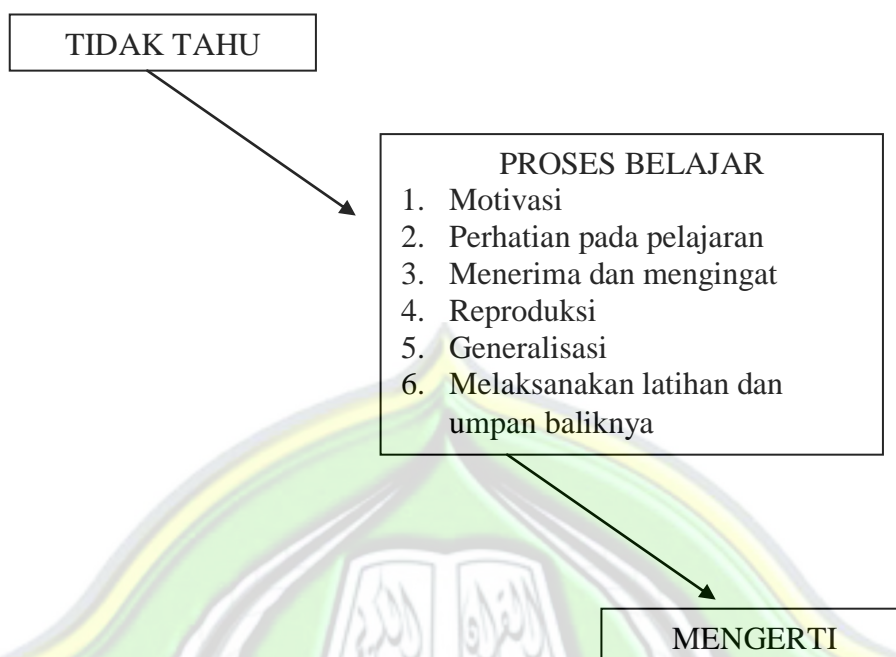 TIDAK TAHU
PROSES BELAJAR
1. Motivasi
2. Perhatian pada pelajaran
3. Menerima dan mengingat
4. Reproduksi
5. Generalisasi
6. Melaksanakan latihan dan
umpan baliknya
MENGERTI